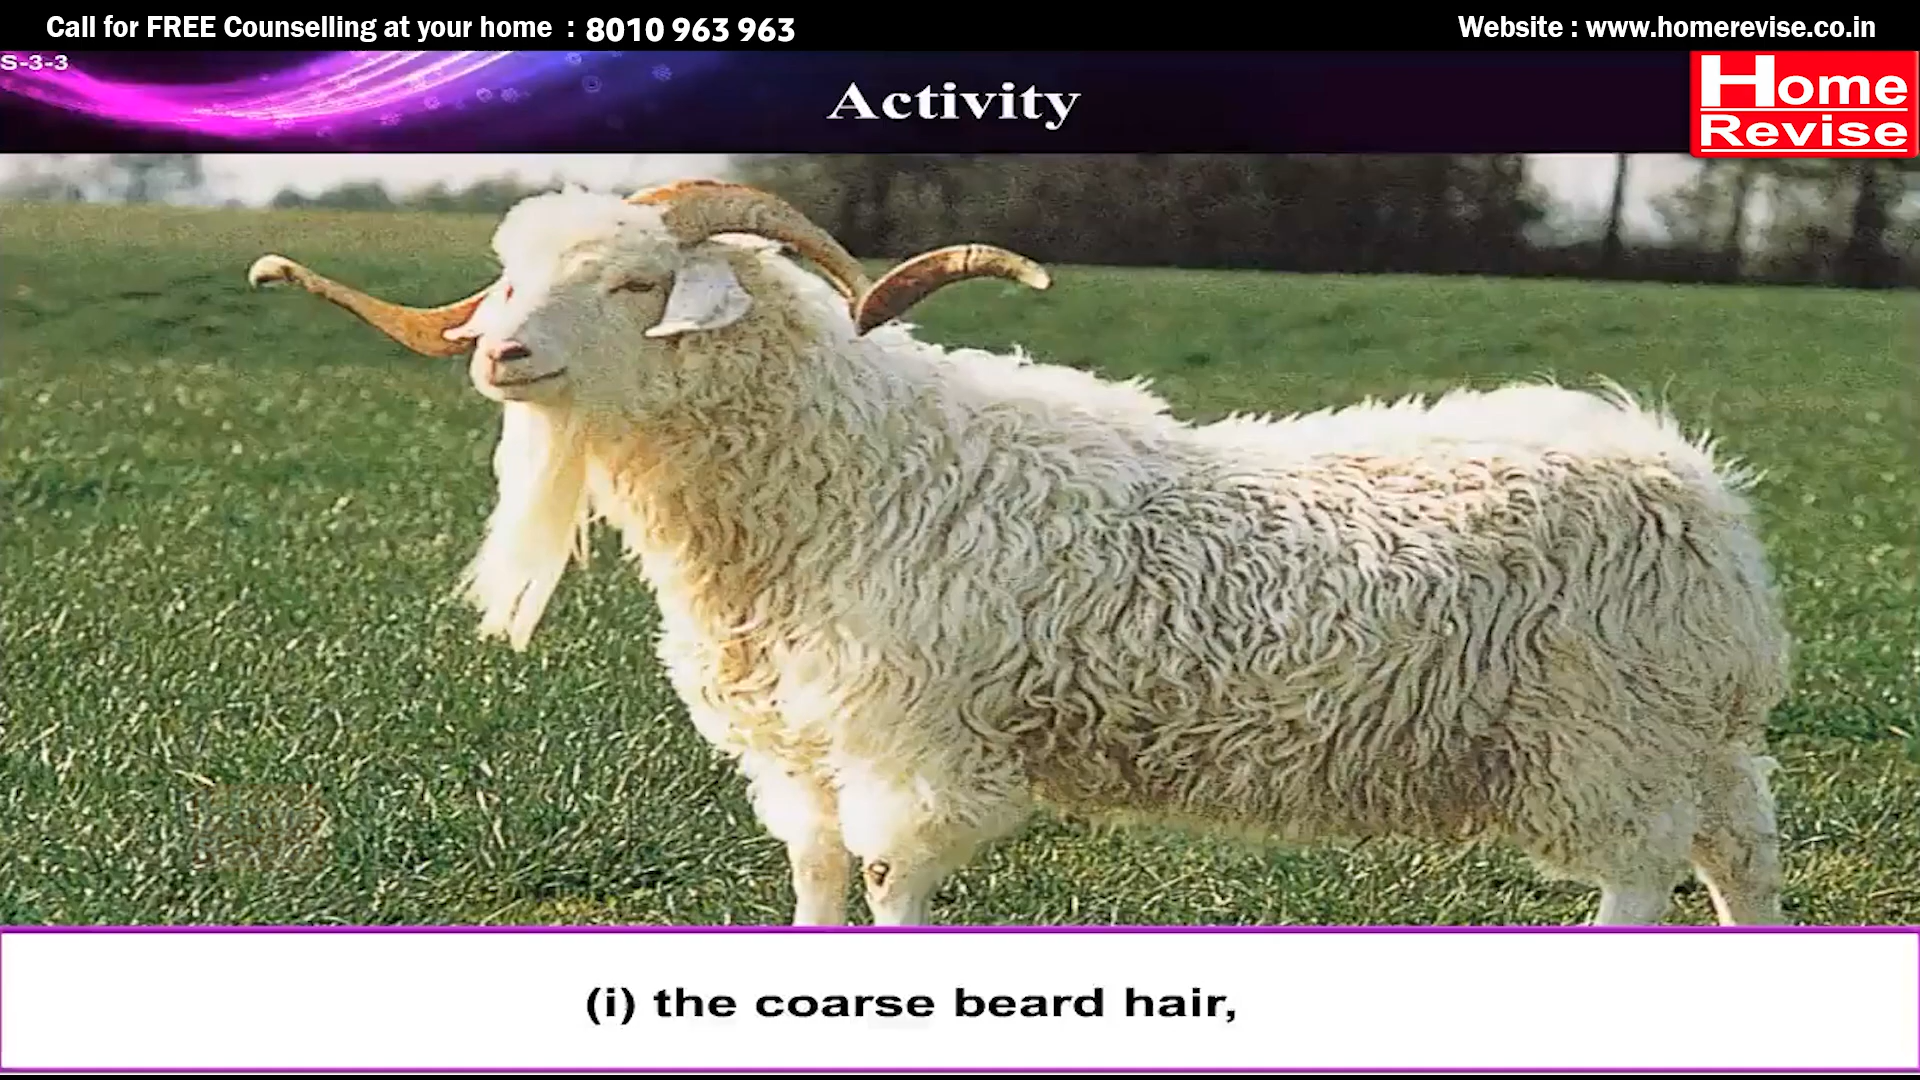 Call for FREE Counselling at your home : 8010 963 963
Website : www.homerevise.co.in
S-3-3
Activity
Home
Revise
(i) the coarse beard hair,